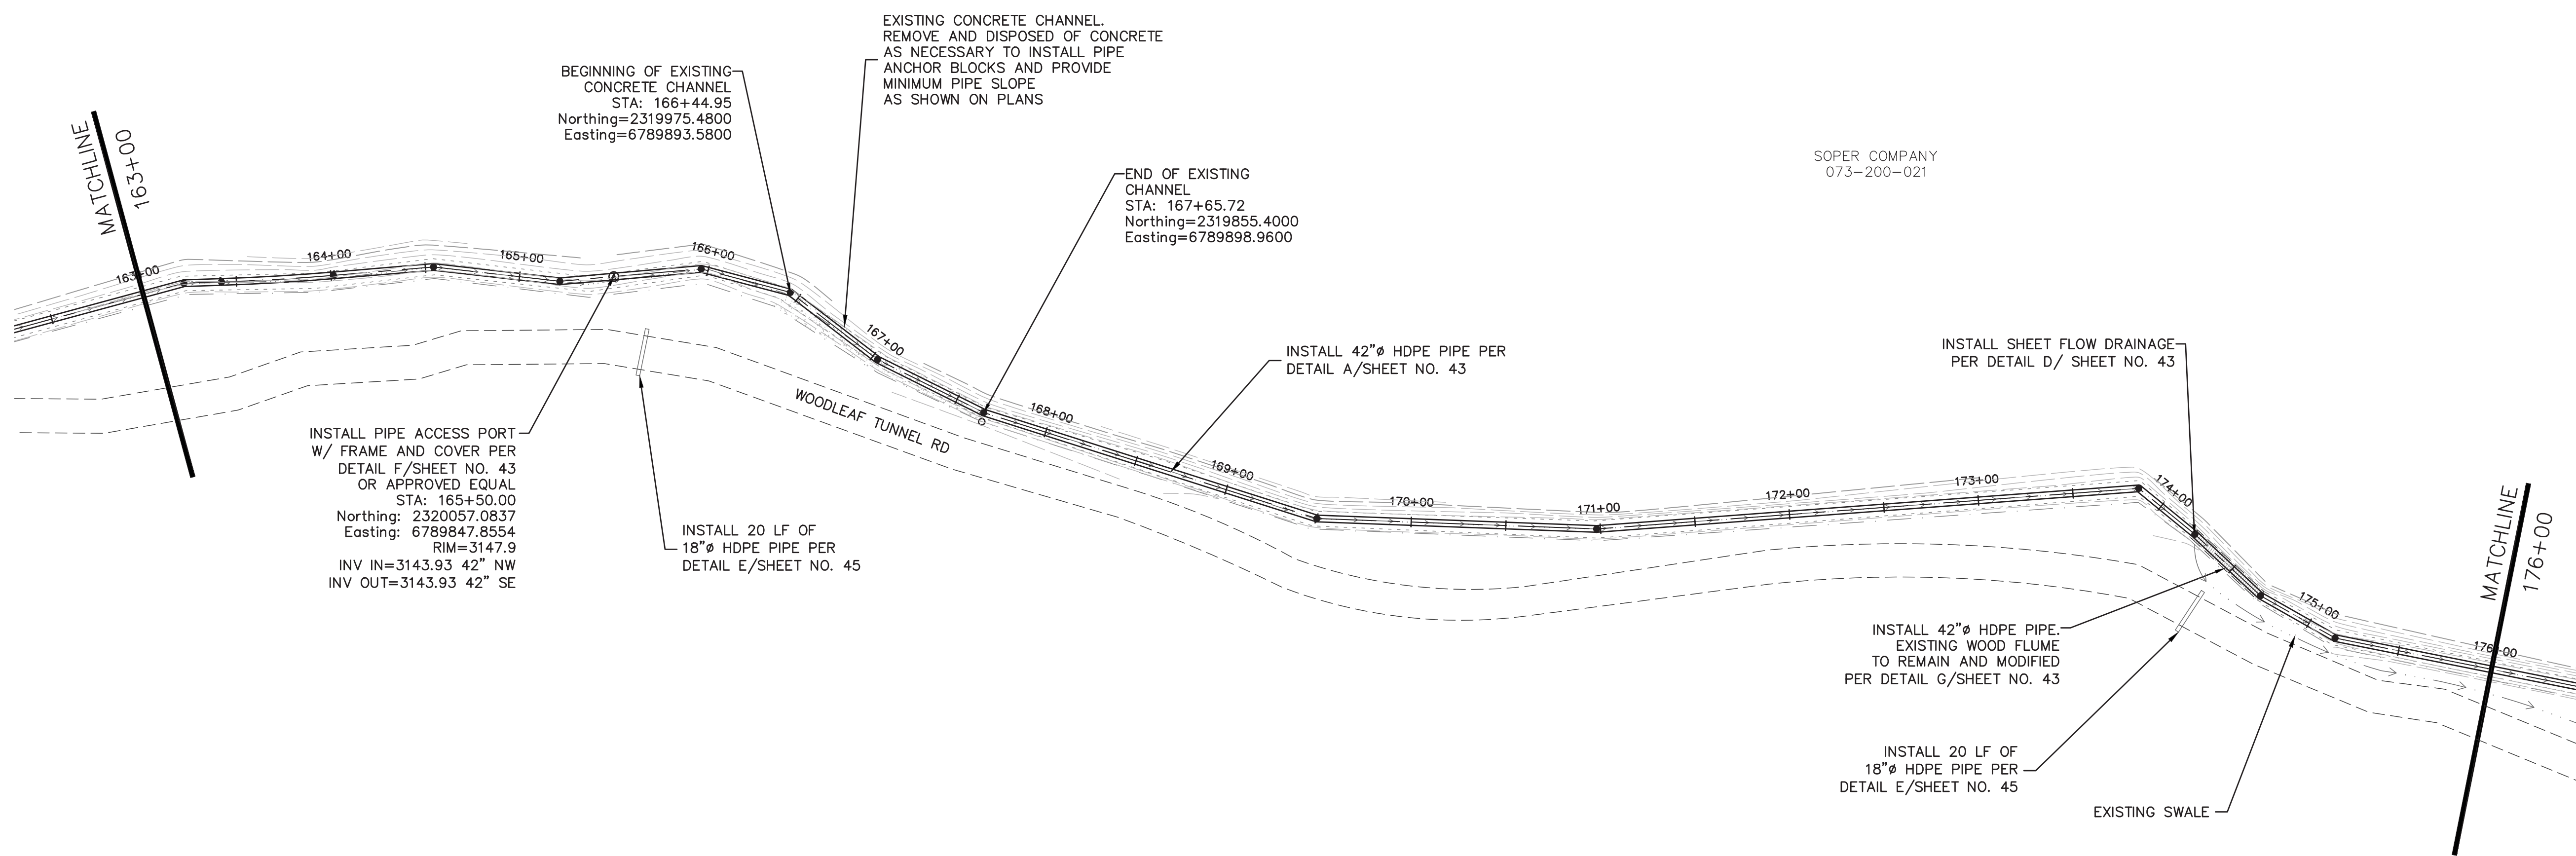 EXISTING CONCRETE CHANNEL.
REMOVE AND DISPOSED OF CONCRETE
AS NECESSARY TO INSTALL PIPE
ANCHOR BLOCKS AND PROVIDE
MINIMUM PIPE SLOPE
AS SHOWN ON PLANS
BEGINNING OF EXISTING
CONCRETE CHANNEL
STA: 166+44.95
Northing=2319975.4800
Easting=6789893.5800
MATCHLINE
163+00
END OF EXISTING
CHANNEL
STA: 167+65.72
Northing=2319855.4000
Easting=6789898.9600
SOPER COMPANY
073-200-021
163+00
164+00
165+00
166+00
167+00
168+00
169+00
170+00
171+00
172+00
173+00
174+00
175+00
176+00
INSTALL 42"ø HDPE PIPE PER
DETAIL A/SHEET NO. 43
INSTALL SHEET FLOW DRAINAGE
PER DETAIL D/ SHEET NO. 43
WOODLEAF TUNNEL RD
INSTALL PIPE ACCESS PORT
W/ FRAME AND COVER PER
DETAIL F/SHEET NO. 43
OR APPROVED EQUAL
STA: 165+50.00
Northing: 2320057.0837
Easting: 6789847.8554
RIM=3147.9
INV IN=3143.93 42" NW
INV OUT=3143.93 42" SE
INSTALL 20 LF OF
18"ø HDPE PIPE PER
DETAIL E/SHEET NO. 45
MATCHLINE
176+00
INSTALL 42"ø HDPE PIPE.
EXISTING WOOD FLUME
TO REMAIN AND MODIFIED
PER DETAIL G/SHEET NO. 43
INSTALL 20 LF OF
18"ø HDPE PIPE PER
DETAIL E/SHEET NO. 45
EXISTING SWALE